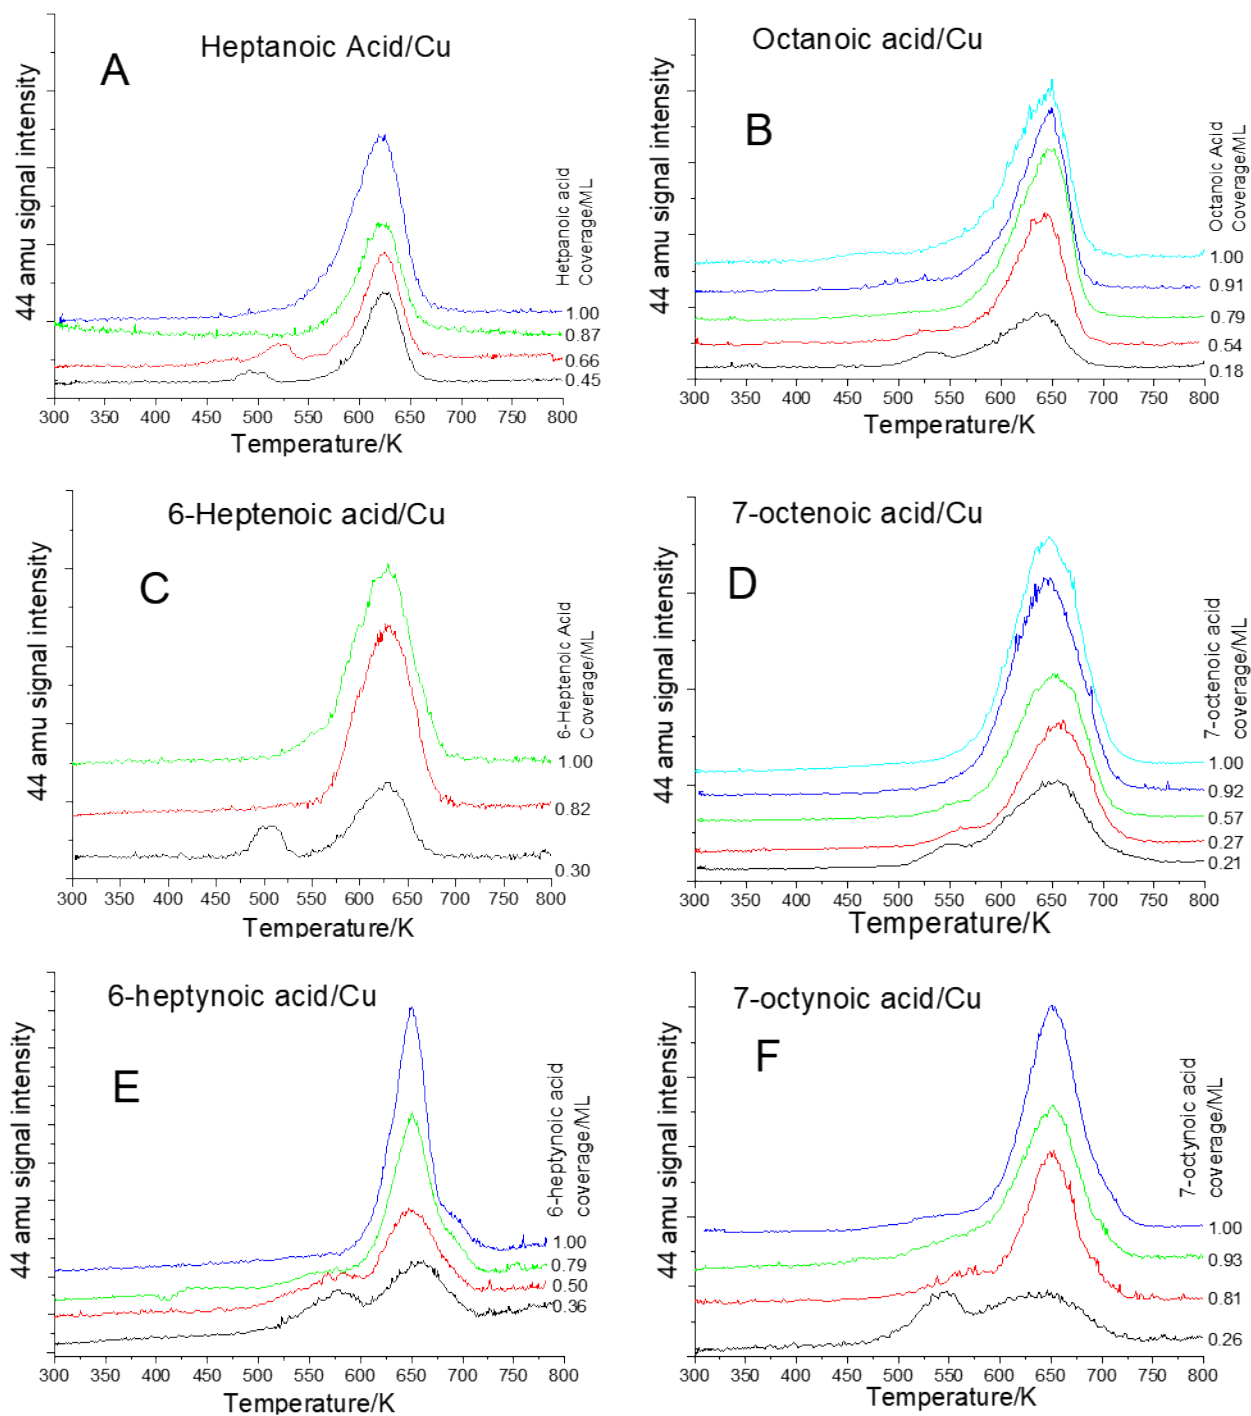 Heptanoic Acid/Cu
A
44 amu signal intensity
Hetpanoic acid
Coverage/ML
1.00
0.87
0.66
0.45
300 350 400 450 500 550 600 650 700 750 800
Temperature/K
Octanoic acid/Cu
B
44 amu signal intensity
Octanoic Acid
Coverage/ML
1.00
0.91
0.79
0.54
0.18
300 350 400 450 500 550 600 650 700 750 800
Temperature/K
6-Heptenoic acid/Cu
C
44 amu signal intensity
6-Heptenoic Acid
Coverage/ML
1.00
0.82
0.30
300 350 400 450 500 550 600 650 700 750 800
Temperature/K
7-octenoic acid/Cu
D
44 amu signal intensity
7-octenoic acid
coverage/ML
1.00
0.92
0.57
0.27
0.21
300 350 400 450 500 550 600 650 700 750 800
Temperature/K
6-heptynoic acid/Cu
E
44 amu signal intensity
6-heptynoic acid
coverage/ML
1.00
0.79
0.50
0.36
300 350 400 450 500 550 600 650 700 750 800
Temperature/K
7-octynoic acid/Cu
F
44 amu signal intensity
7-octynoic acid
coverage/ML
1.00
0.93
0.81
0.26
300 350 400 450 500 550 600 650 700 750 800
Temperature/K